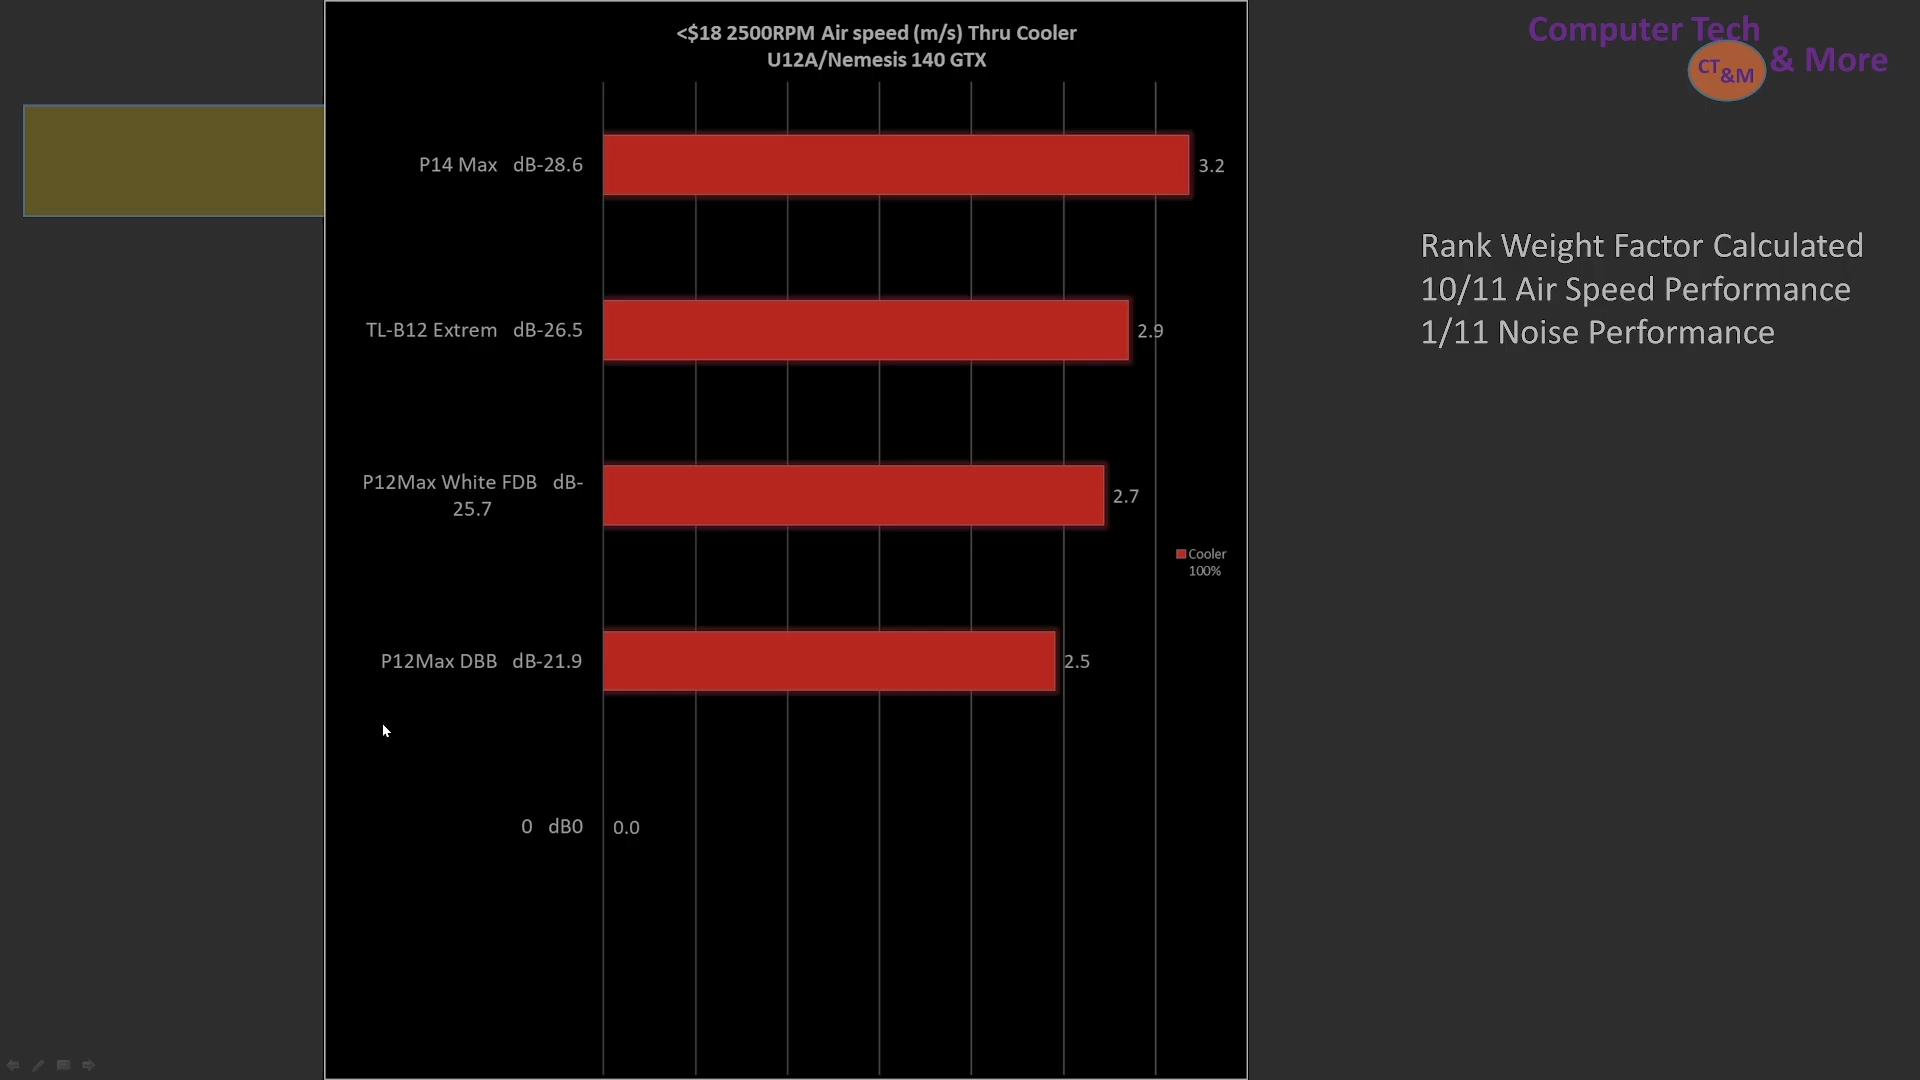 <$18 2500RPM Air speed (m/s) Thru Cooler
U12A/Nemesis 140 GTX
Computer Tech
& More
CT
&M
P14 Max dB-28.6
3.2
TL-B12 Extrem dB-26.5
2.9
P12Max White FDB dB-
25.7
2.7
P12Max DBB dB-21.9
2.5
0 dB0
0.0
Cooler
100%
Rank Weight Factor Calculated
10/11 Air Speed Performance
1/11 Noise Performance